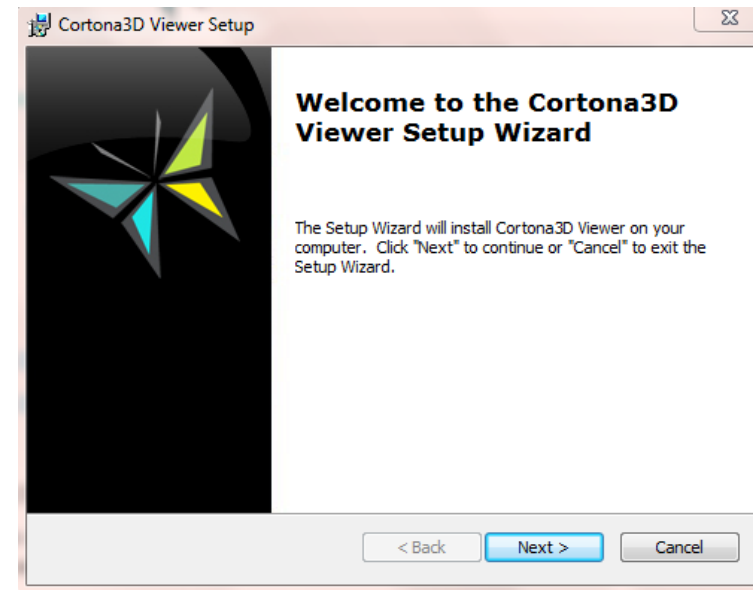 Cortona3D Viewer Setup
Welcome to the Cortona3D
Viewer Setup Wizard
The Setup Wizard will install Cortona3D Viewer on your
computer. Click "Next" to continue or "Cancel" to exit the
Setup Wizard.
< Back Next > Cancel